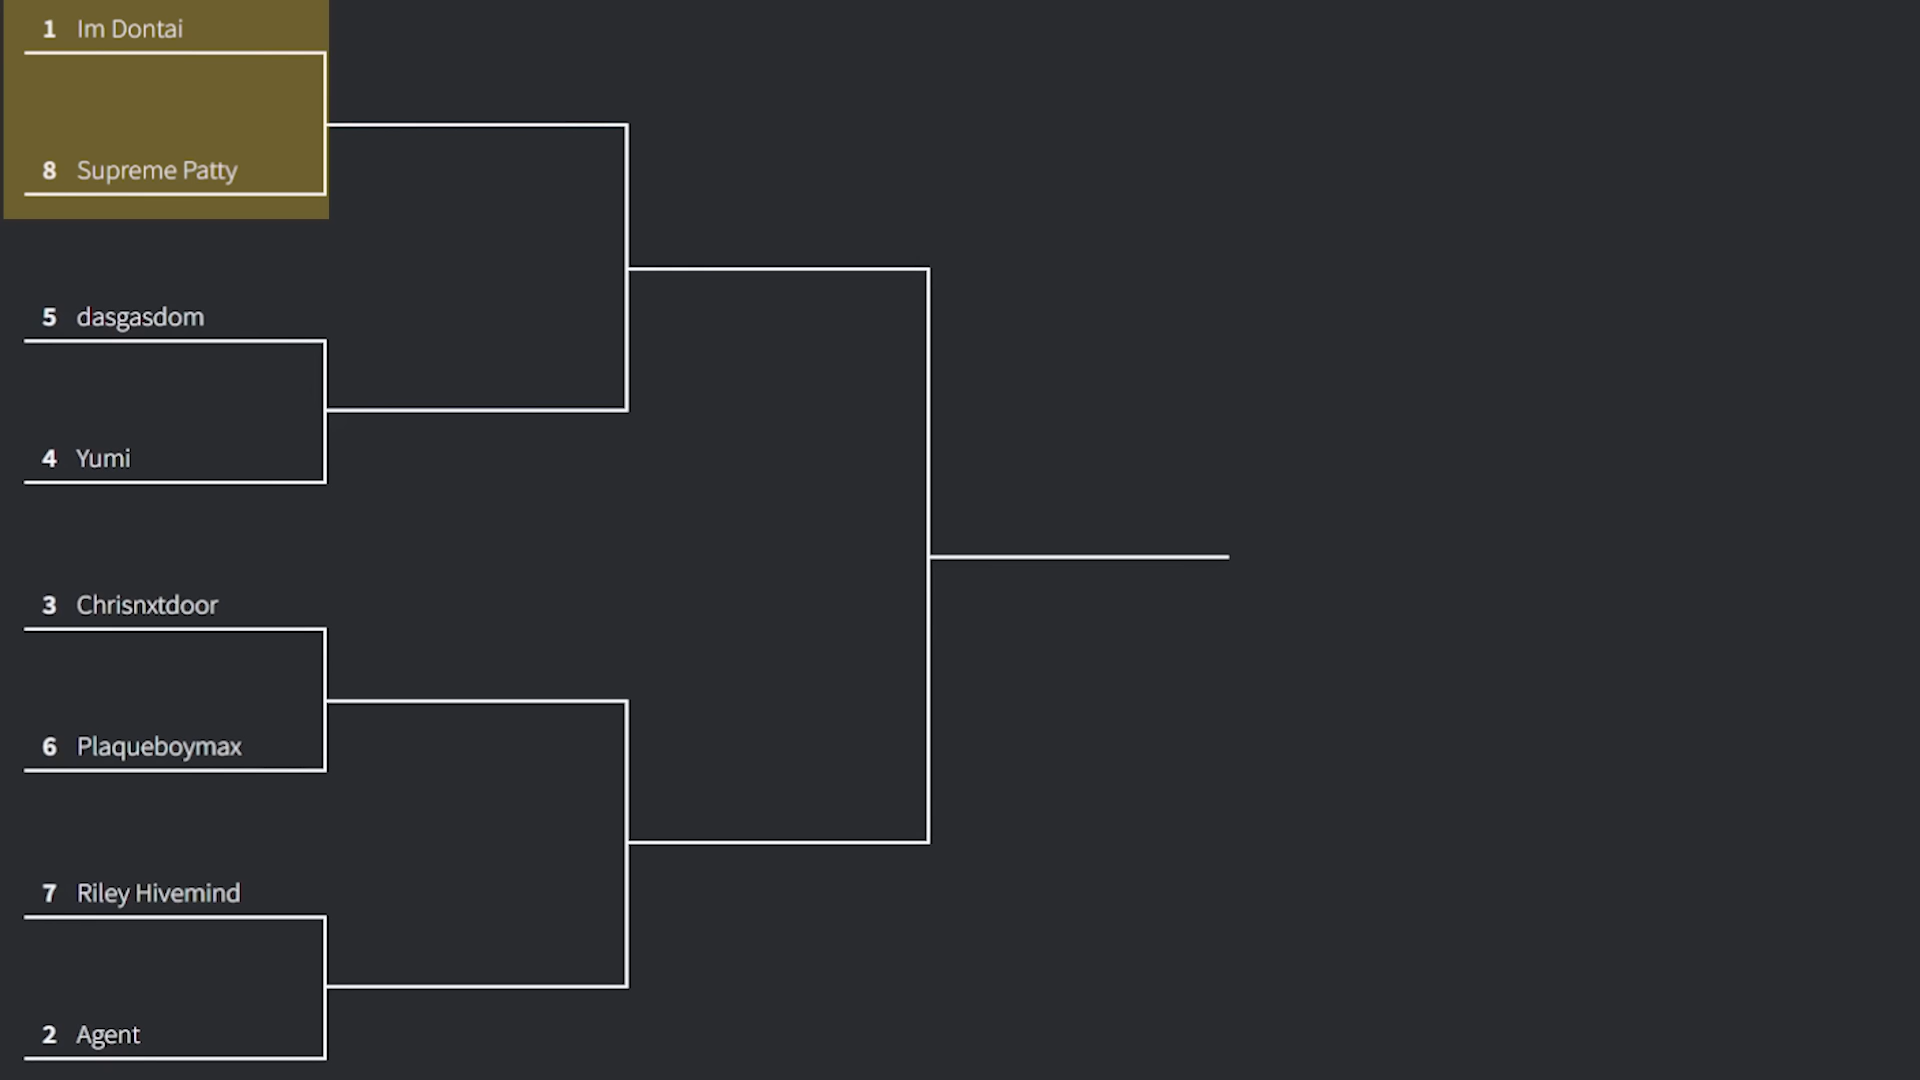 1 Im Dontai
8 Supreme Patty
5 dasgasdom
4 Yumi
3 Chrisnxtdoor
6 Plaqueboymax
7 Riley Hivemind
2 Agent